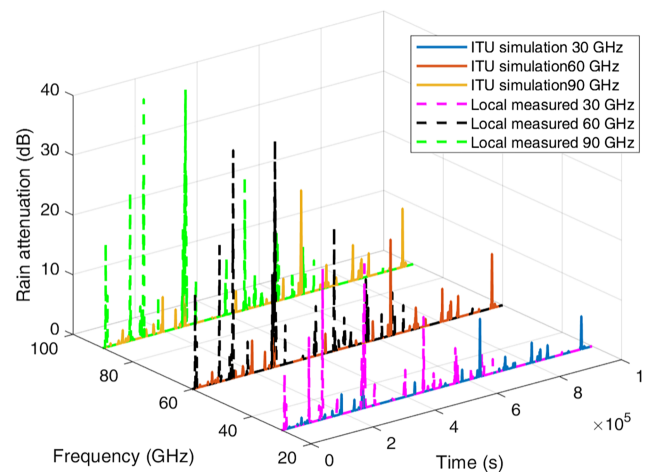 ITU simulation 30 GHz
ITU simulation60 GHz
ITU simulation90 GHz
Local measured 30 GHz
Local measured 60 GHz
Local measured 90 GHz
Rain attenuation (dB)
40
30
20
10
0
100
80
60
40
20
Frequency (GHz)
0
2
4
6
8
1
×10⁵
Time (s)